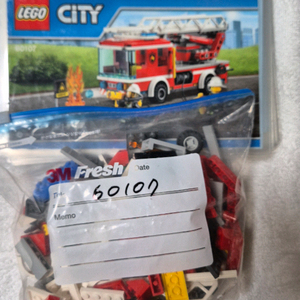 LEGO CITY
3M Fresh
Date
60107
Memo